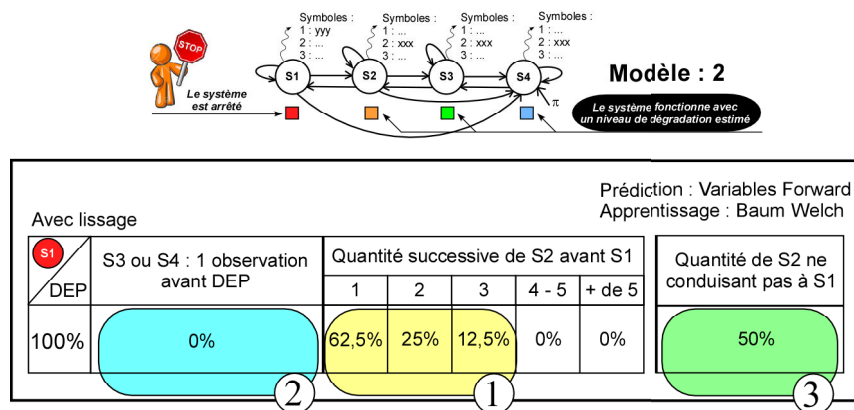 Symboles :
1 : yyy
2 : ...
3 : ...
Symboles :
1 : ...
2 : xxx
3 : ...
Symboles :
1 : ...
2 : xxx
3 : ...
Symboles :
1 : ...
2 : xxx
3 : ...
STOP
S1
S2
S3
S4
π
Modèle : 2
Le système
est arrêté
Le système fonctionne avec
un niveau de dégradation estimé
Prédiction : Variables Forward
Apprentissage : Baum Welch
Avec lissage
S1
DEP
S3 ou S4 : 1 observation
avant DEP
Quantité successive de S2 avant S1
1 2 3 4 - 5 + de 5
Quantité de S2 ne
conduisant pas à S1
100% 0% 62,5% 25% 12,5% 0% 0% 50%
2 1 3